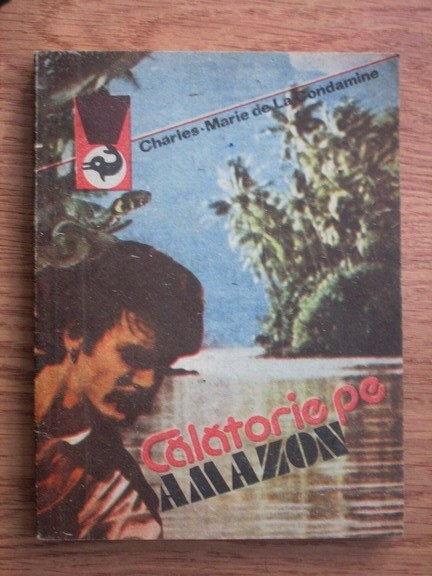 Charles-Marie de La Condamine
Călătorie pe
AMAZON